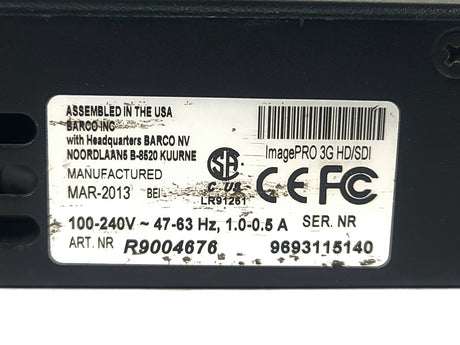 ASSEMBLED IN THE USA
BARCO INC
with Headquarters BARCO NV
NOORDLAAN5 B-8520 KUURNE
ImagePRO 3G HD/SDI
MANUFACTURED
MAR-2013 BEI
SA
C US
LR91261
CE FC
100-240V ~ 47-63 Hz, 1.0-0.5 A SER. NR
ART. NR R9004676 9693115140